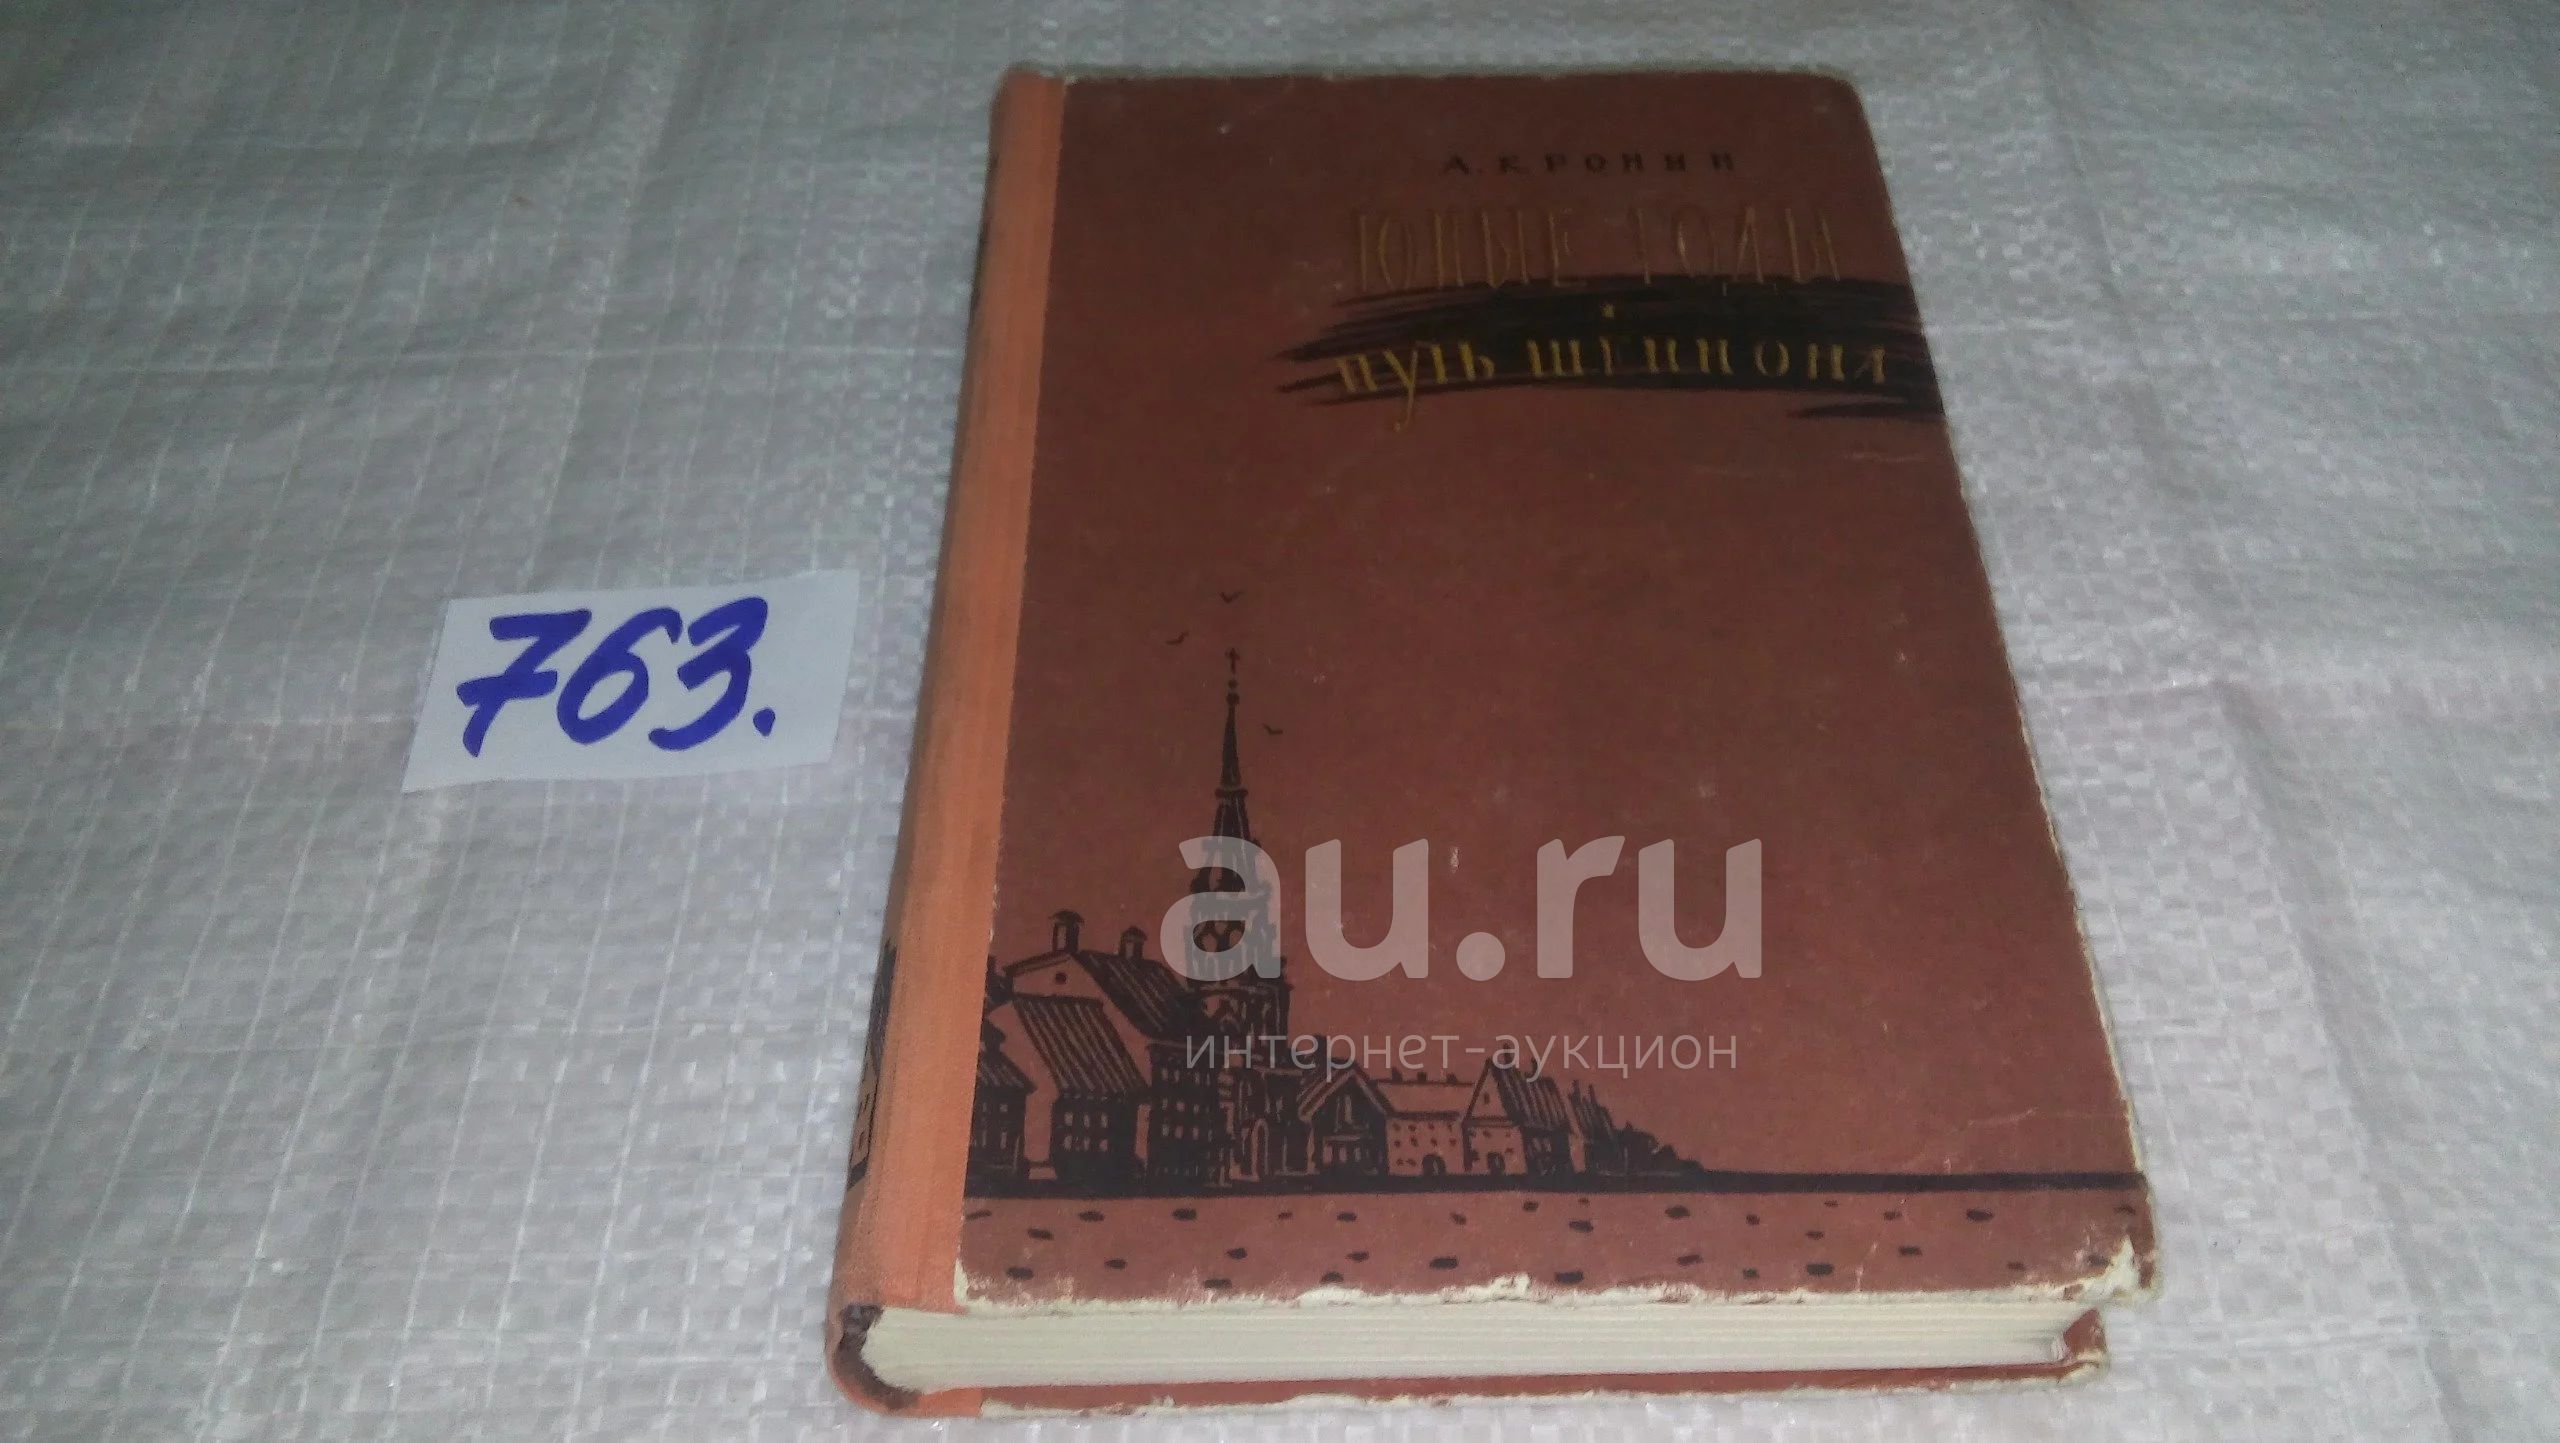 А. КРОНИН
ЮНЫЕ ГОДЫ
ПУТЬ ШЕННОНА
763.
au.ru
интернет-аукцион